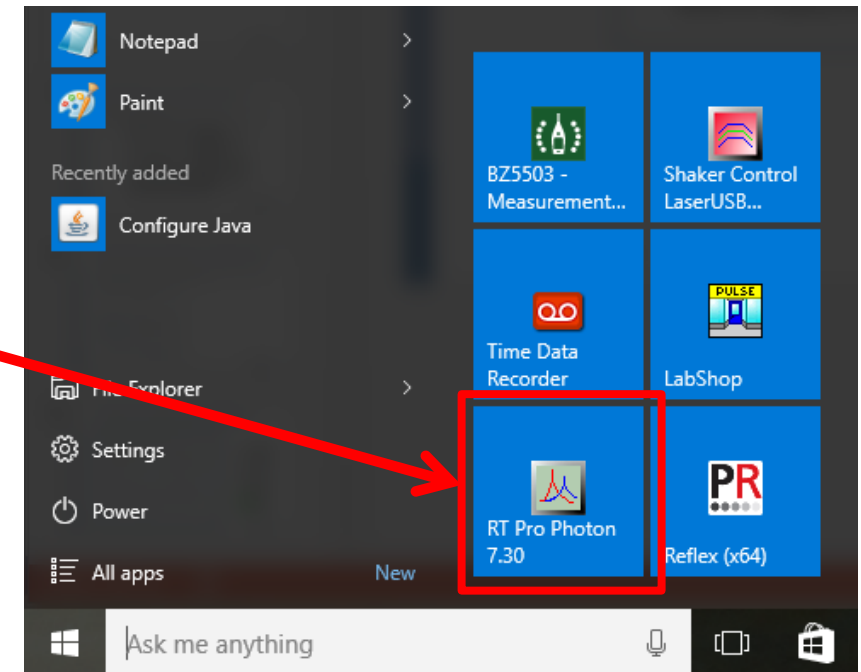 Notepad
Paint
Recently added
Configure Java
File Explorer
Settings
Power
All apps
New
BZ5503 -
Measurement...
Shaker Control
LaserUSB...
Time Data
Recorder
PULSE
LabShop
RT Pro Photon
7.30
PR
Reflex (x64)
Ask me anything